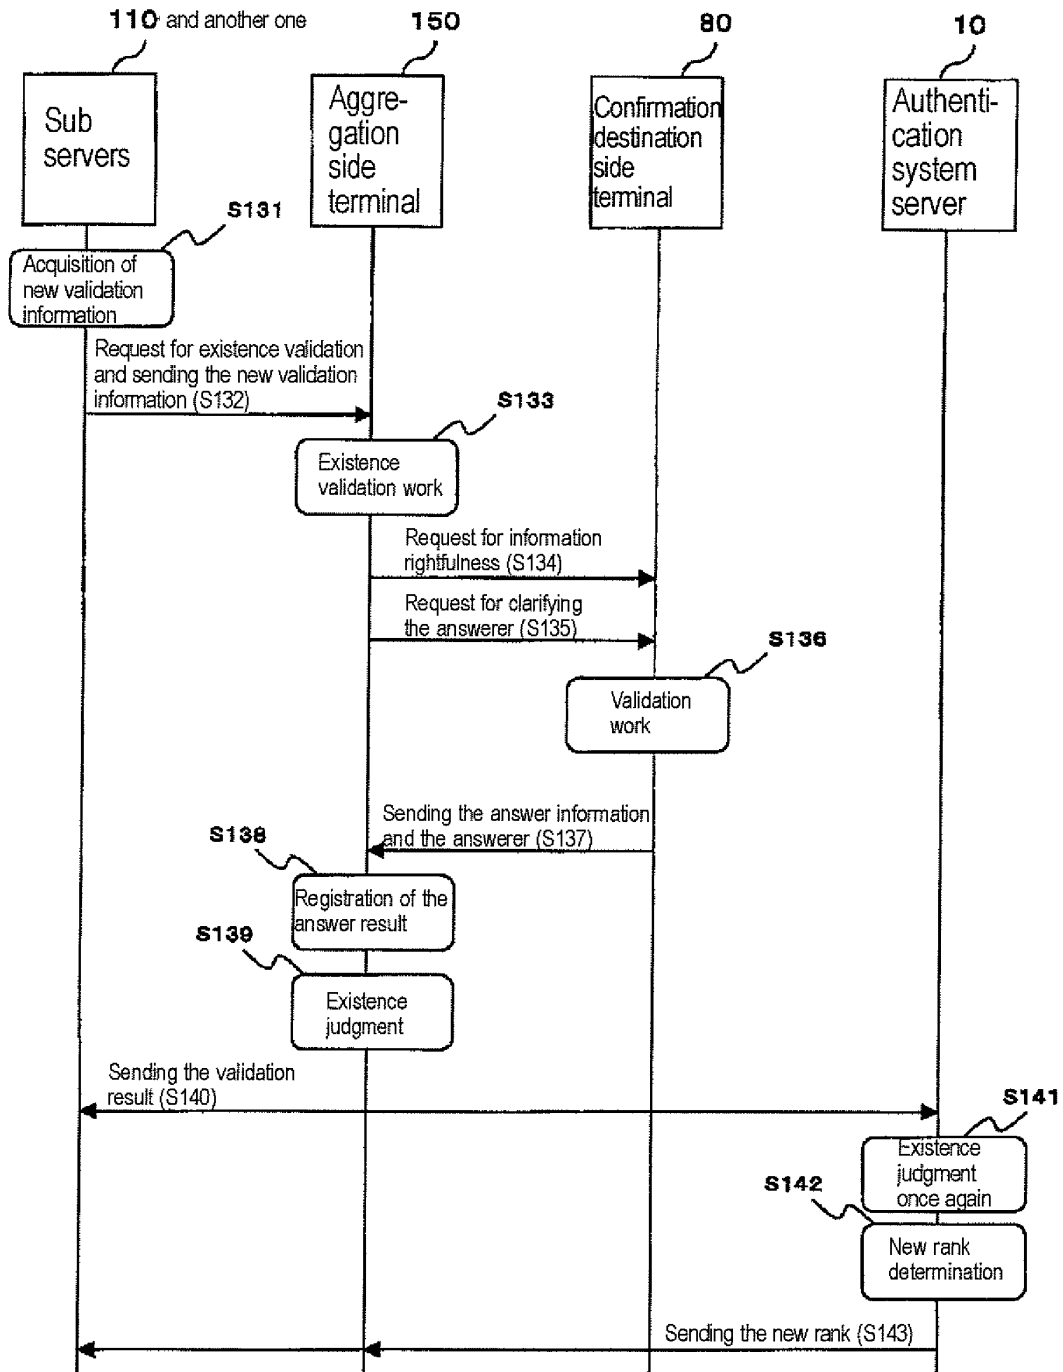 110 and another one
150
80
10
Sub
servers
Aggre-
gation
side
terminal
Confirmation
destination
side
terminal
Authenti-
cation
system
server
S131
Acquisition of
new validation
information
Request for existence validation
and sending the new validation
information (S132)
S133
Existence
validation work
Request for information
rightfulness (S134)
Request for clarifying
the answerer (S135)
S136
Validation
work
Sending the answer information
and the answerer (S137)
S138
Registration of the
answer result
S139
Existence
judgment
Sending the validation
result (S140)
S141
Existence
judgment
once again
S142
New rank
determination
Sending the new rank (S143)